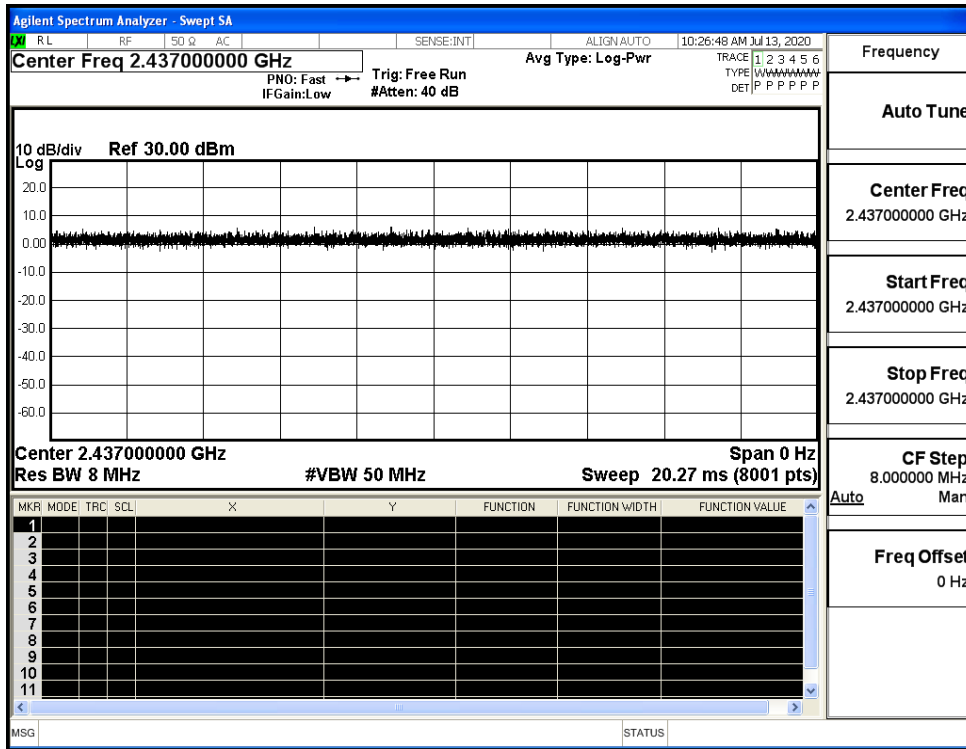 Agilent Spectrum Analyzer - Swept SA
LXI RL RF 50 Ω AC SENSE:INT ALIGN AUTO 10:26:48 AM Jul 13, 2020
Center Freq 2.437000000 GHz Avg Type: Log-Pwr TRACE 1 2 3 4 5 6
PNO: Fast Trig: Free Run TYPE WWWWWW
IFGain:Low #Atten: 40 dB DET P P P P P P
Frequency
10 dB/div Ref 30.00 dBm
Log
20.0
10.0
0.00
-10.0
-20.0
-30.0
-40.0
-50.0
-60.0
Center 2.437000000 GHz Span 0 Hz
Res BW 8 MHz #VBW 50 MHz Sweep 20.27 ms (8001 pts)
MKR MODE TRC SCL X Y FUNCTION FUNCTION WIDTH FUNCTION VALUE
1
2
3
4
5
6
7
8
9
10
11
MSG STATUS
Auto Tune
Center Freq
2.437000000 GHz
Start Freq
2.437000000 GHz
Stop Freq
2.437000000 GHz
CF Step
8.000000 MHz
Auto Man
Freq Offset
0 Hz